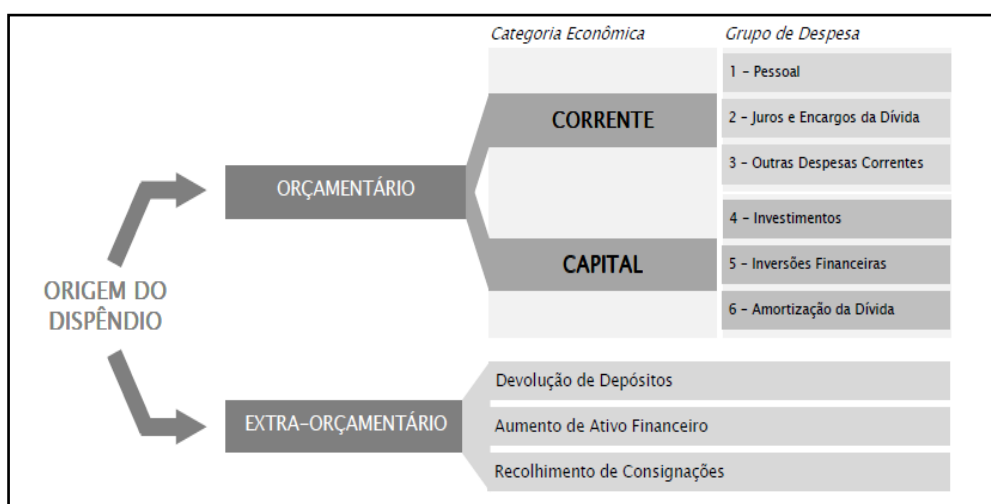 Categoria Econômica
Grupo de Despesa
1 - Pessoal
CORRENTE
2 - Juros e Encargos da Dívida
3 - Outras Despesas Correntes
ORÇAMENTÁRIO
4 - Investimentos
CAPITAL
5 - Inversões Financeiras
6 - Amortização da Dívida
ORIGEM DO
DISPÊNDIO
Devolução de Depósitos
EXTRA-ORÇAMENTÁRIO
Aumento de Ativo Financeiro
Recolhimento de Consignações